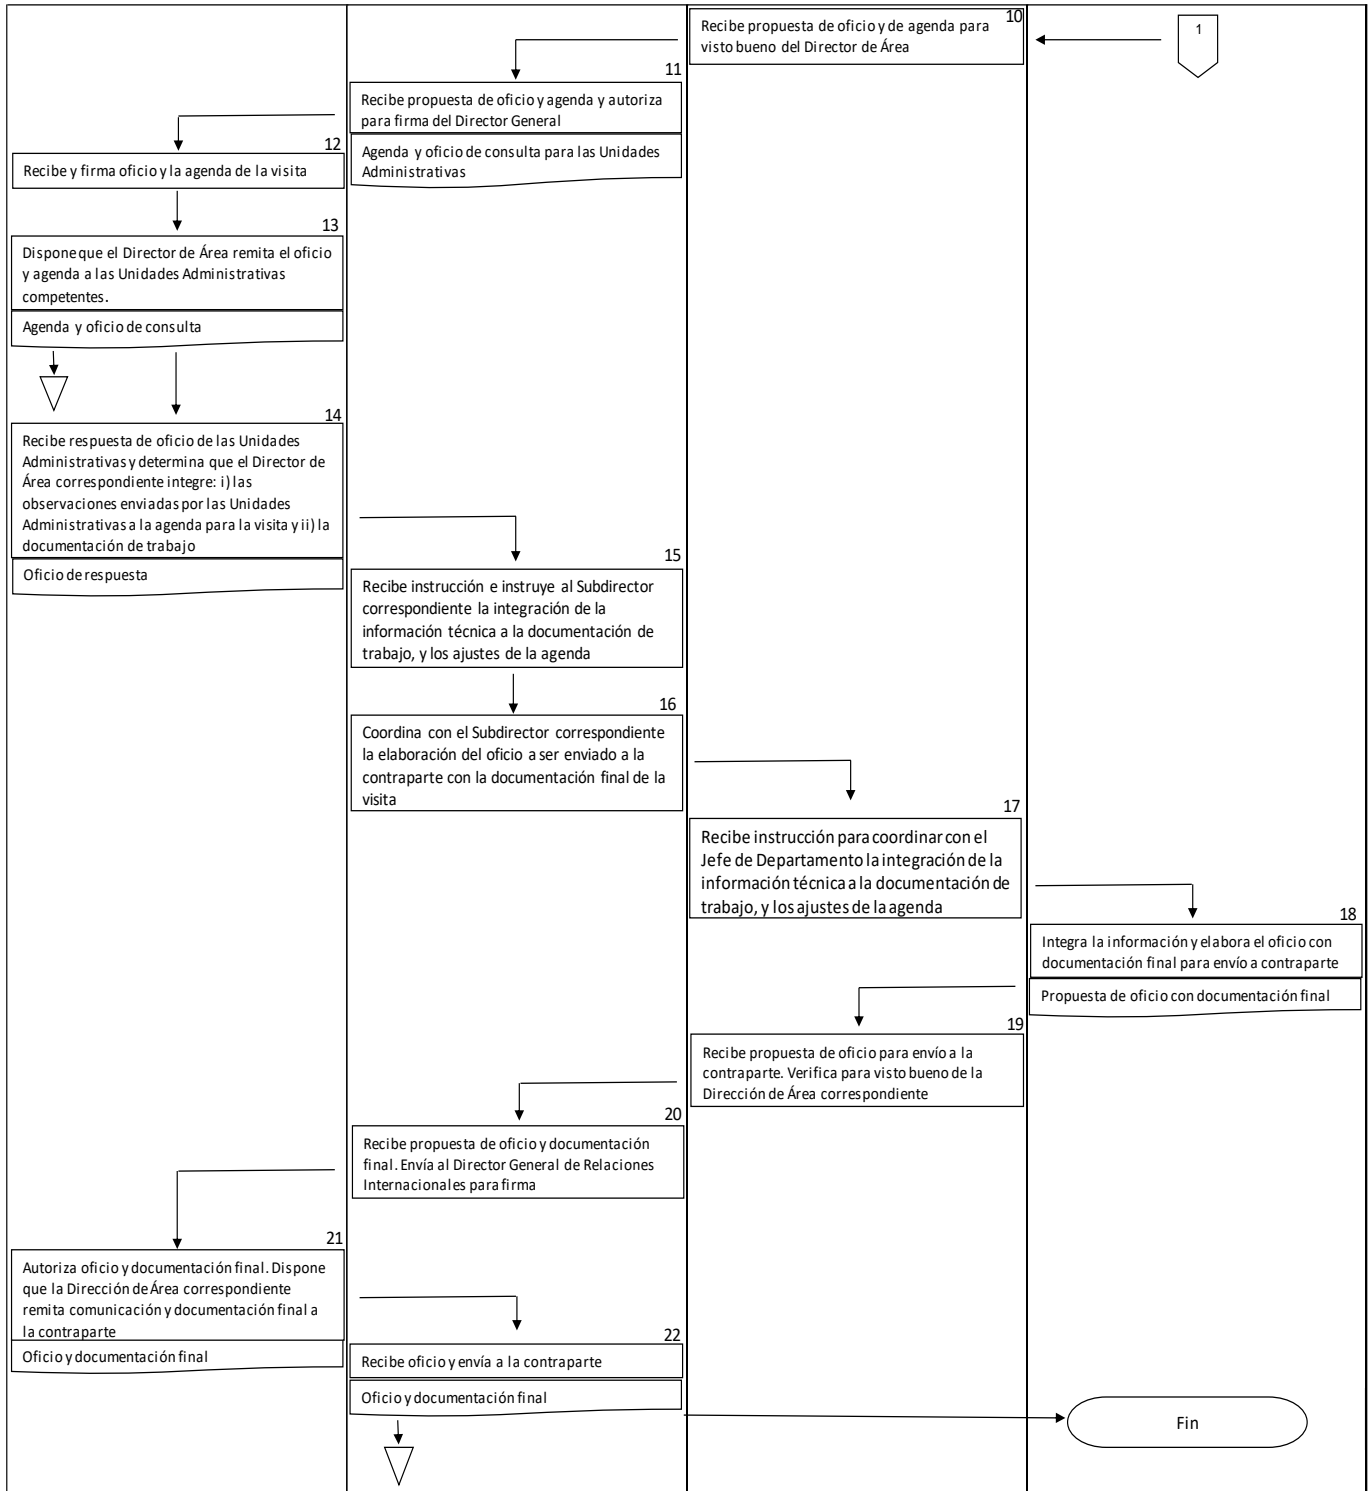 10
Recibe propuesta de oficio y de agenda para
visto bueno del Director de Área
1
11
Recibe propuesta de oficio y agenda y autoriza
para firma del Director General
Agenda y oficio de consulta para las Unidades
Administrativas
12
Recibe y firma oficio y la agenda de la visita
13
Dispone que el Director de Área remita el oficio
y agenda a las Unidades Administrativas
competentes.
Agenda y oficio de consulta
14
Recibe respuesta de oficio de las Unidades
Administrativas y determina que el Director de
Área correspondiente integre: i) las
observaciones enviadas por las Unidades
Administrativas a la agenda para la visita y ii) la
documentación de trabajo
Oficio de respuesta
15
Recibe instrucción e instruye al Subdirector
correspondiente la integración de la
información técnica a la documentación de
trabajo, y los ajustes de la agenda
16
Coordina con el Subdirector correspondiente
la elaboración del oficio a ser enviado a la
contraparte con la documentación final de la
visita
17
Recibe instrucción para coordinar con el
Jefe de Departamento la integración de la
información técnica a la documentación de
trabajo, y los ajustes de la agenda
18
Integra la información y elabora el oficio con
documentación final para envío a contraparte
Propuesta de oficio con documentación final
19
Recibe propuesta de oficio para envío a la
contraparte. Verifica para visto bueno de la
Dirección de Área correspondiente
20
Recibe propuesta de oficio y documentación
final. Envía al Director General de Relaciones
Internacionales para firma
21
Autoriza oficio y documentación final. Dispone
que la Dirección de Área correspondiente
remita comunicación y documentación final a
la contraparte
Oficio y documentación final
22
Recibe oficio y envía a la contraparte
Oficio y documentación final
Fin